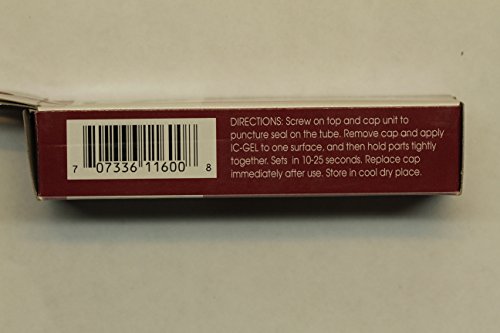 DIRECTIONS: Screw on top and cap unit to
puncture seal on the tube. Remove cap and apply
IC-GEL to one surface, and then hold parts tightly
together. Sets in 10-25 seconds. Replace cap
immediately after use. Store in cool dry place.
7 07336 11600 8